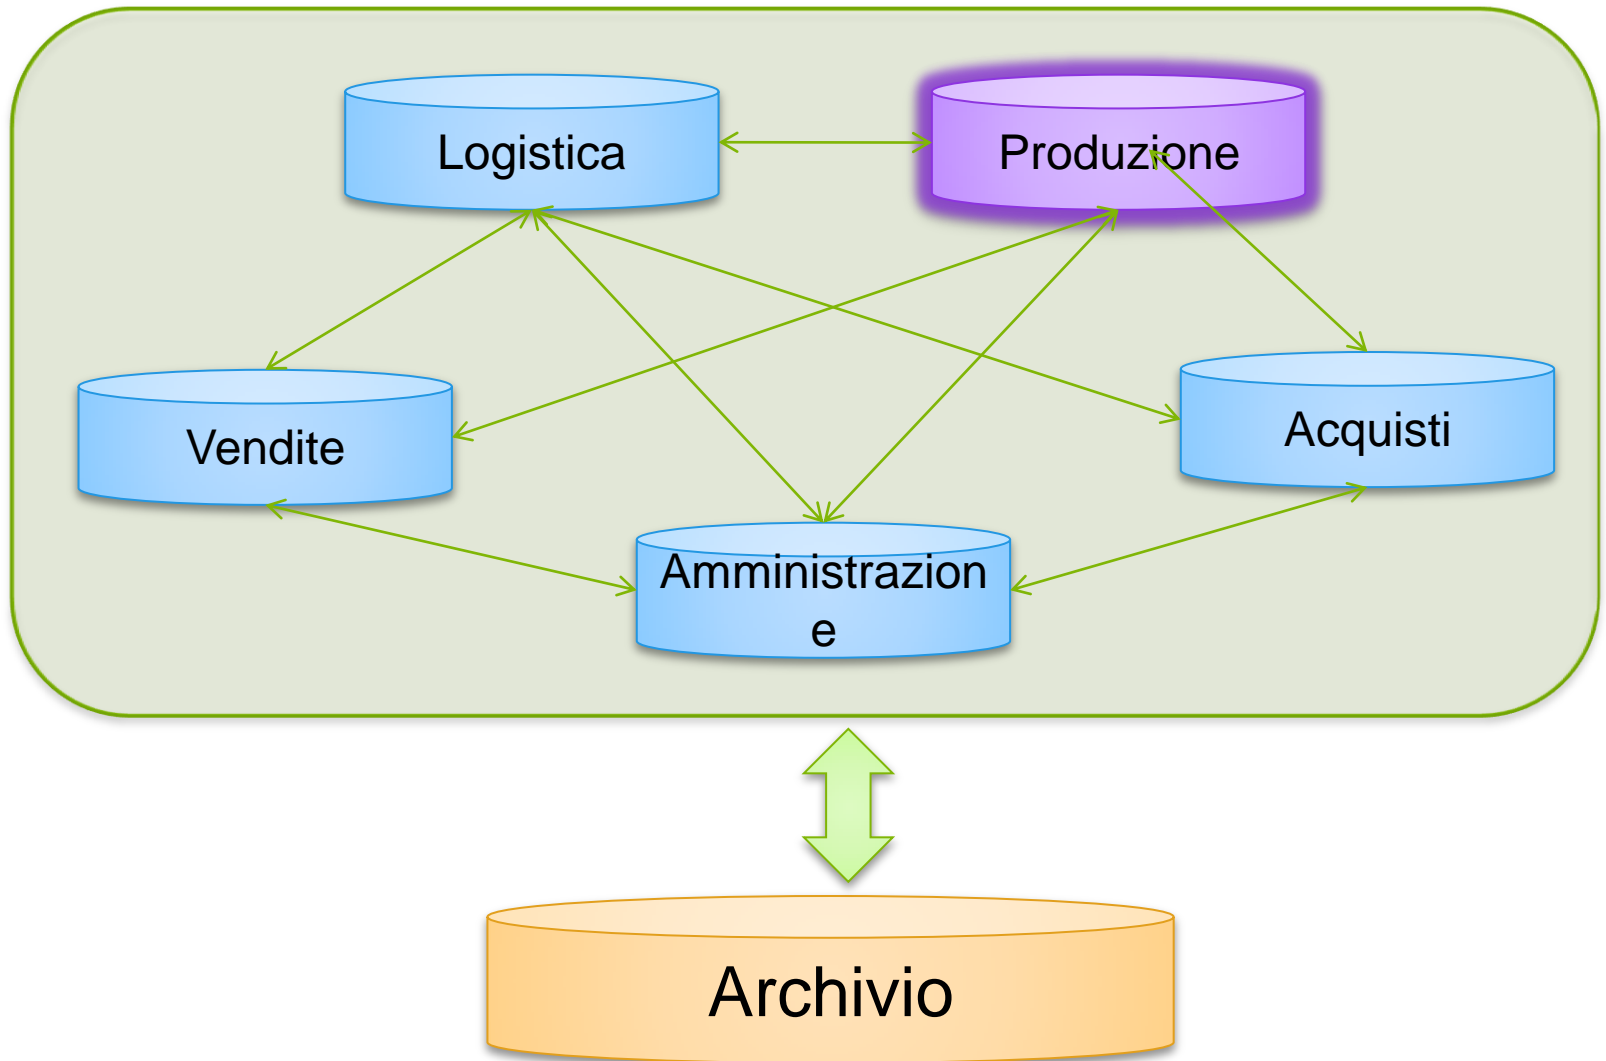 Logistica
Produzione
Vendite
Acquisti
Amministrazion
e
Archivio